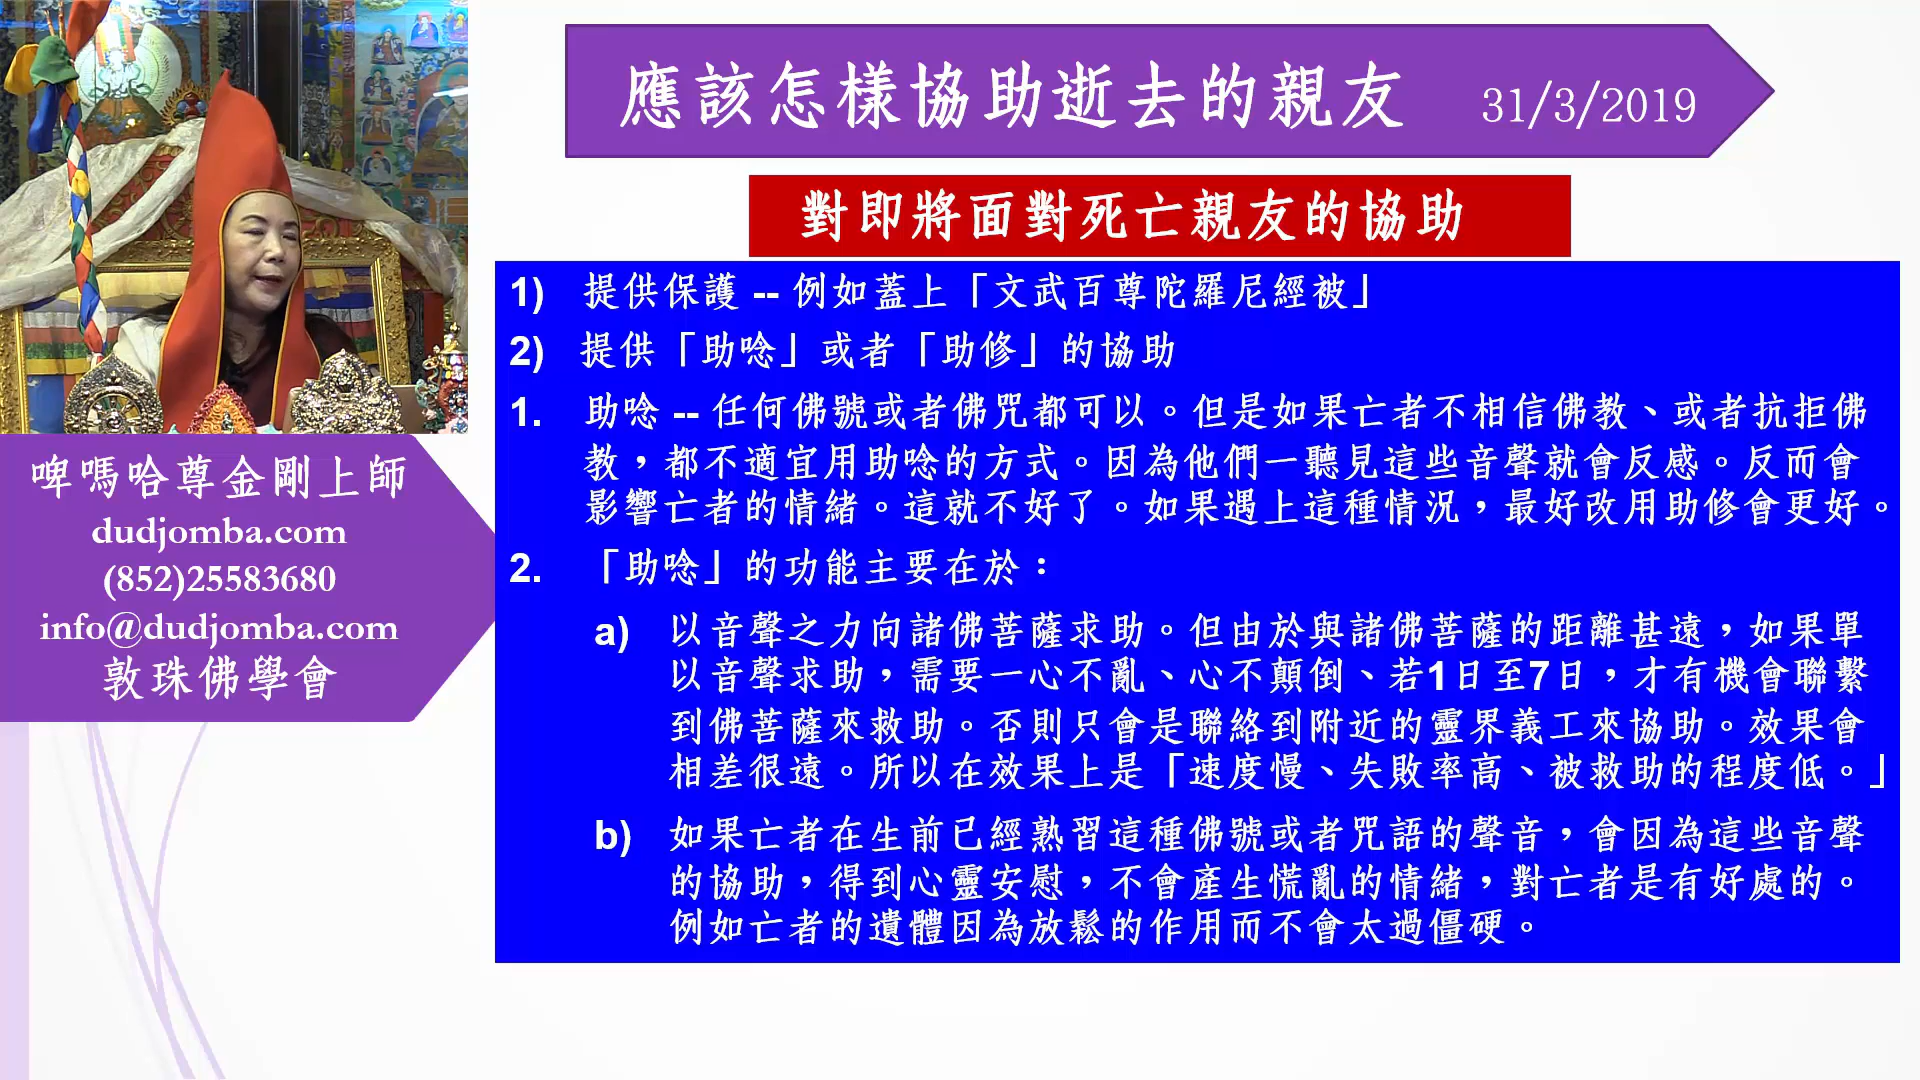 應該怎樣協助逝去的親友 31/3/2019
對即將面對死亡親友的協助
1) 提供保護 -- 例如蓋上「文武百尊陀羅尼經被」
2) 提供「助唸」或者「助修」的協助
1. 助唸 -- 任何佛號或者佛咒都可以。但是如果亡者不相信佛教、或者抗拒佛
教，都不適宜用助唸的方式。因為他們一聽見這些音聲就會反感。反而會
影響亡者的情緒。這就不好了。如果遇上這種情況，最好改用助修會更好。
2. 「助唸」的功能主要在於：
a) 以音聲之力向諸佛菩薩求助。但由於與諸佛菩薩的距離甚遠，如果單
以音聲求助，需要一心不亂、心不顛倒、若1日至7日，才有機會聯繫
到佛菩薩來救助。否則只會是聯絡到附近的靈界義工來協助。效果會
相差很遠。所以在效果上是「速度慢、失敗率高、被救助的程度低。」
b) 如果亡者在生前已經熟習這種佛號或者咒語的聲音，會因為這些音聲
的協助，得到心靈安慰，不會產生慌亂的情緒，對亡者是有好處的。
例如亡者的遺體因為放鬆的作用而不會太過僵硬。
啤嗎哈尊金剛上師
dudjomba.com
(852)25583680
info@dudjomba.com
敦珠佛學會